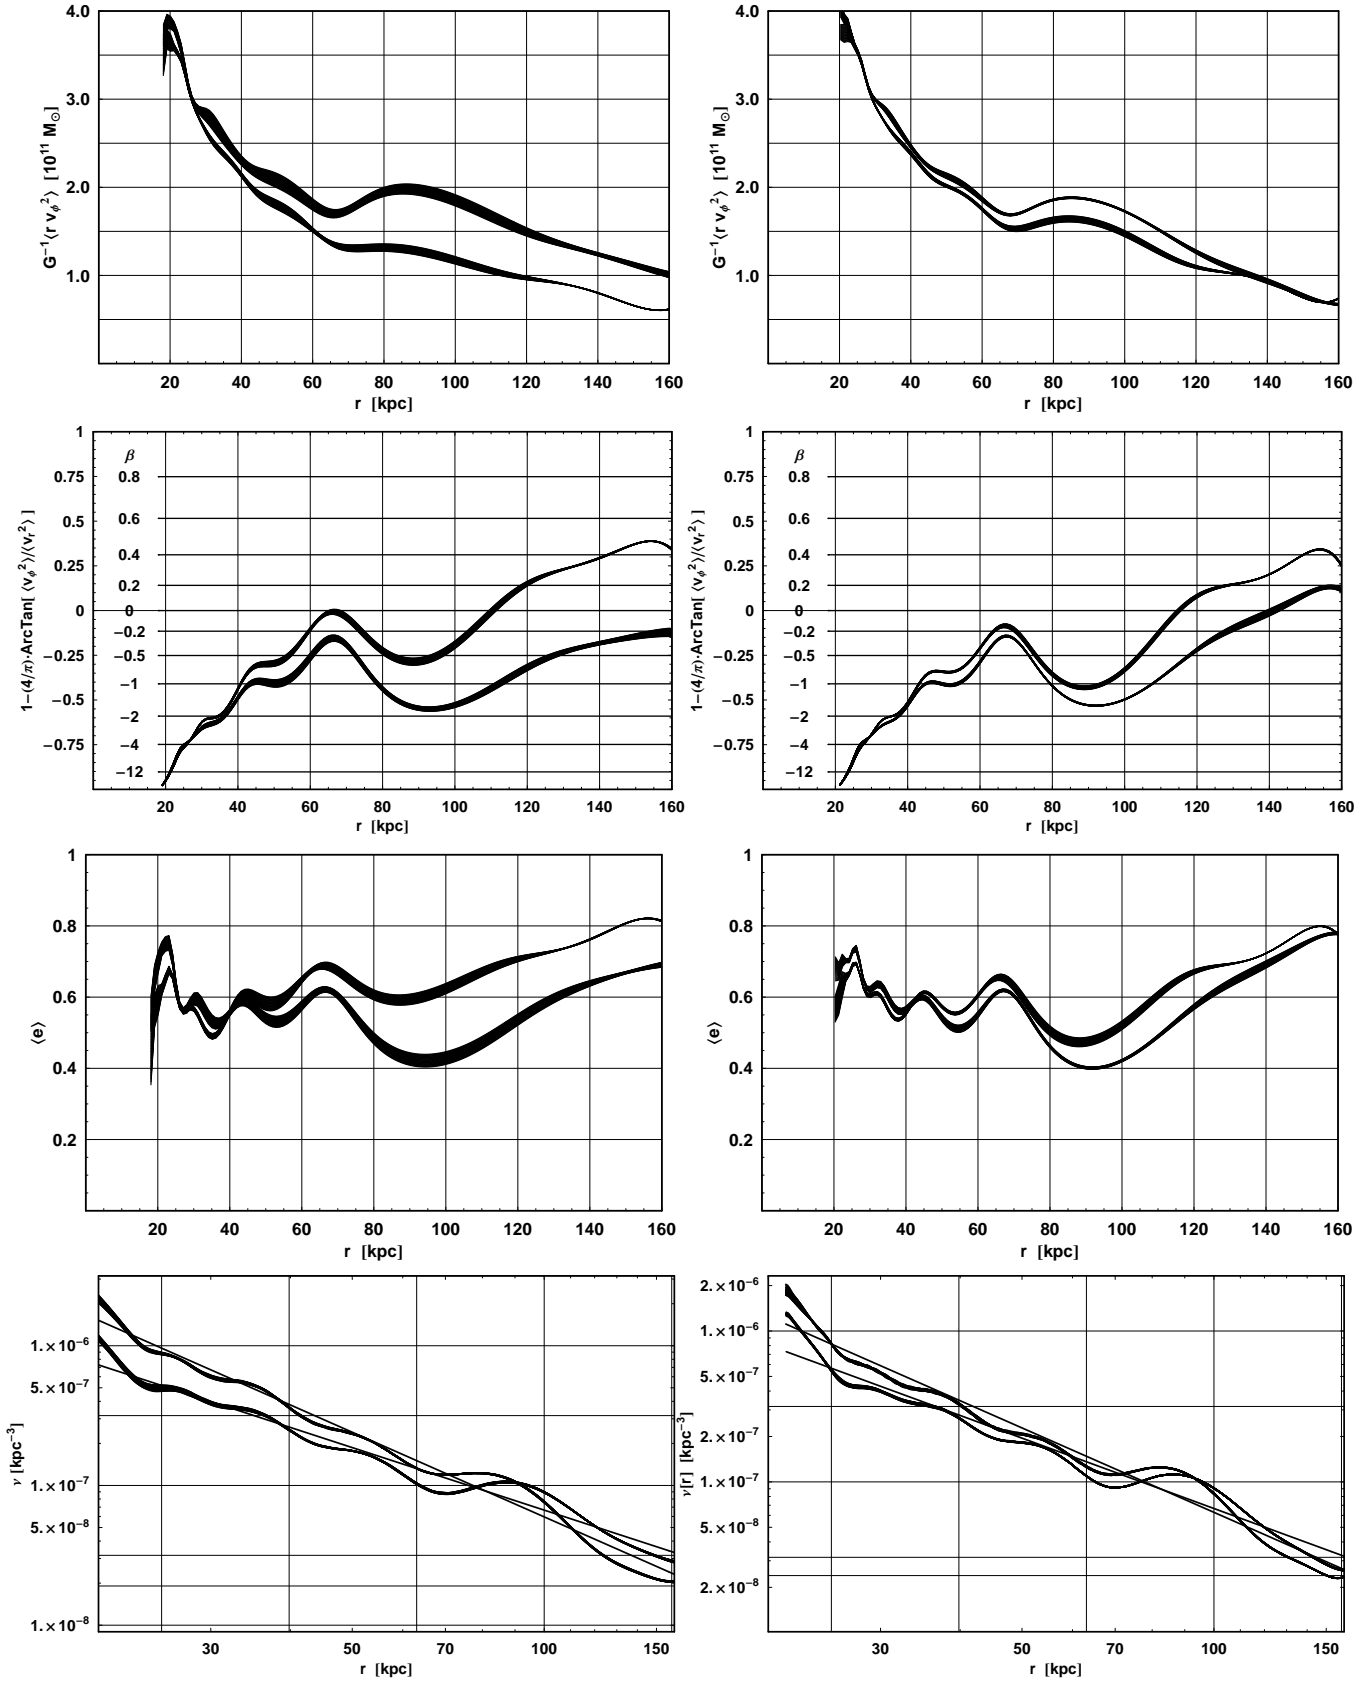 4.0
3.0
2.0
1.0
G⁻¹⟨r v_ϕ²⟩ [10¹¹ M_⊙]
20 40 60 80 100 120 140 160
r [kpc]
4.0
3.0
2.0
1.0
G⁻¹⟨r v_ϕ²⟩ [10¹¹ M_⊙]
20 40 60 80 100 120 140 160
r [kpc]
1
0.75
0.5
0.25
0
−0.25
−0.5
−0.75
1−(4/π)·ArcTan[ ⟨v_ϕ²⟩/⟨v_r²⟩ ]
β
0.8
0.6
0.4
0.2
0
−0.2
−0.5
−1
−2
−4
−12
20 40 60 80 100 120 140 160
r [kpc]
1
0.75
0.5
0.25
0
−0.25
−0.5
−0.75
1−(4/π)·ArcTan[ ⟨v_ϕ²⟩/⟨v_r²⟩ ]
β
0.8
0.6
0.4
0.2
0
−0.2
−0.5
−1
−2
−4
−12
20 40 60 80 100 120 140 160
r [kpc]
1
0.8
0.6
0.4
0.2
⟨e⟩
20 40 60 80 100 120 140 160
r [kpc]
1
0.8
0.6
0.4
0.2
⟨e⟩
20 40 60 80 100 120 140 160
r [kpc]
1.×10⁻⁶
5.×10⁻⁷
1.×10⁻⁷
5.×10⁻⁸
1.×10⁻⁸
ν [kpc⁻³]
30 50 70 100 150
r [kpc]
2.×10⁻⁶
1.×10⁻⁶
5.×10⁻⁷
2.×10⁻⁷
1.×10⁻⁷
5.×10⁻⁸
2.×10⁻⁸
ν[r] [kpc⁻³]
30 50 70 100 150
r [kpc]